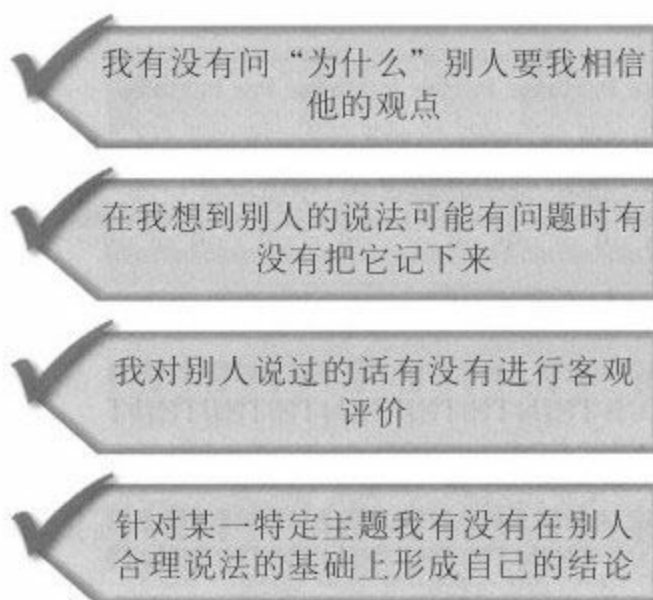 我有没有问“为什么”别人要我相信
他的观点
在我想到别人的说法可能有问题时有
没有把它记下来
我对别人说过的话有没有进行客观
评价
针对某一特定主题我有没有在别人
合理说法的基础上形成自己的结论